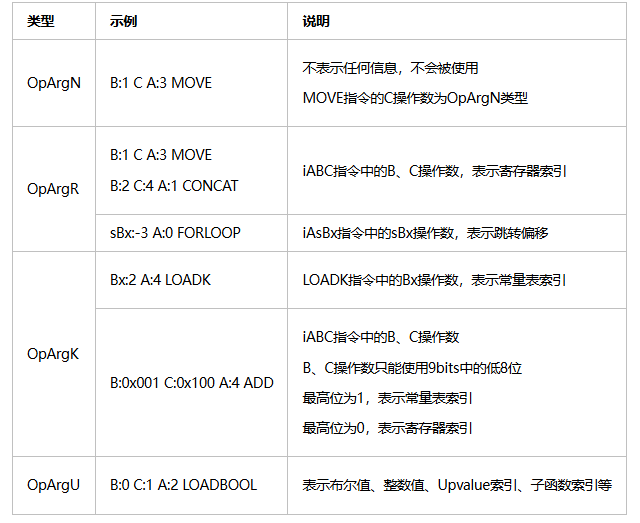 类型 示例 说明
OpArgN B:1 C A:3 MOVE 不表示任何信息，不会被使用
MOVE指令的C操作数为OpArgN类型
OpArgR B:1 C A:3 MOVE
B:2 C:4 A:1 CONCAT
iABC指令中的B、C操作数，表示寄存器索引
sBx:-3 A:0 FORLOOP iAsBx指令中的sBx操作数，表示跳转偏移
OpArgK Bx:2 A:4 LOADK LOADK指令中的Bx操作数，表示常量表索引
B:0x001 C:0x100 A:4 ADD iABC指令中的B、C操作数
B、C操作数只能使用9bits中的低8位
最高位为1，表示常量表索引
最高位为0，表示寄存器索引
OpArgU B:0 C:1 A:2 LOADBOOL 表示布尔值、整数值、Upvalue索引、子函数索引等